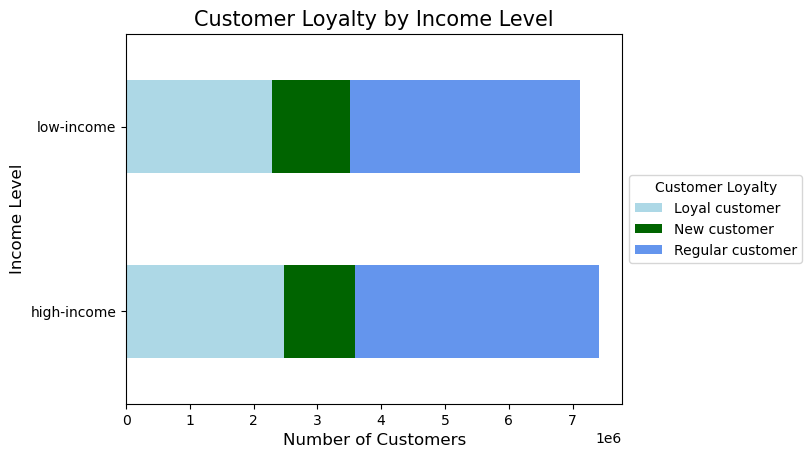 Customer Loyalty by Income Level
Income Level
low-income
high-income
0 1 2 3 4 5 6 7
1e6
Number of Customers
Customer Loyalty
Loyal customer
New customer
Regular customer